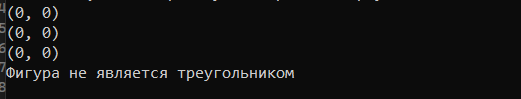 (0, 0)
(0, 0)
(0, 0)
Фигура не является треугольником